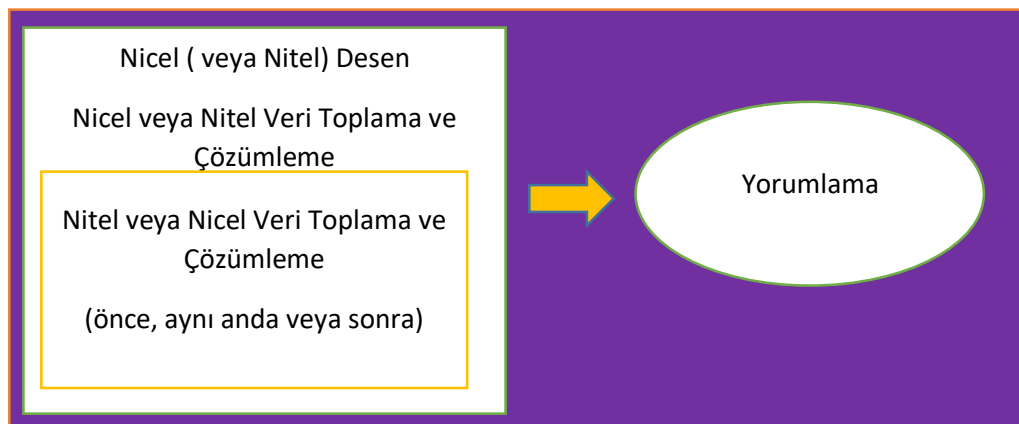 Nicel ( veya Nitel) Desen
Nicel veya Nitel Veri Toplama ve
Çözümleme
Nitel veya Nicel Veri Toplama ve
Çözümleme
(önce, aynı anda veya sonra)
Yorumlama